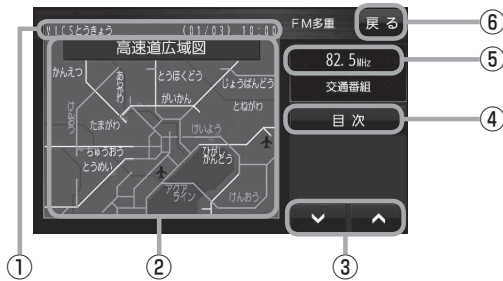 VICSとうきょう (01/03) 10:00
FM多重
戻る
⑥
高速道広域図
82.5MHz
⑤
交通番組
かんえつ
とうほくどう
じょうばんどう
がいかん
とねがわ
目次
④
たまがわ
けいよう
ちゅうおう
ひがし
かんどう
とうめい
アクア
ライン
けんおう
①
②
③